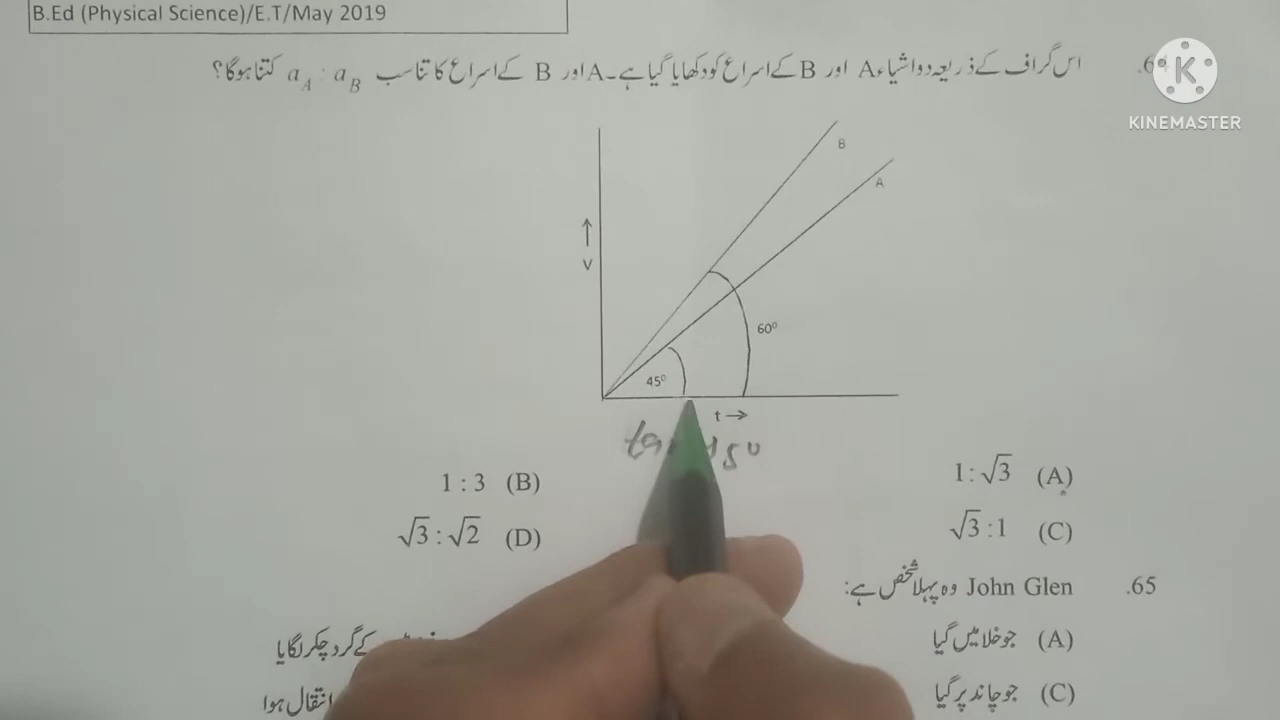 B.Ed (Physical Science)/E.T/May 2019
اس گراف کے ذریعہ دو اشیاء A اور B کے اسراع کو دکھایا گیا ہے۔ A اور B کے اسراع کا تناسب a_A : a_B کتنا ہوگا؟
K
KINEMASTER
B
A
V
60⁰
45⁰
t→
(A) 1:√3
(B) 1 : 3
(C) √3 :1
(D) √3 : √2
.65 John Glen وہ پہلا شخص ہے:
(A) جو خلا میں گیا
کے گرد چکر لگایا
(C) جو چاند پر گیا
انتقال ہوا